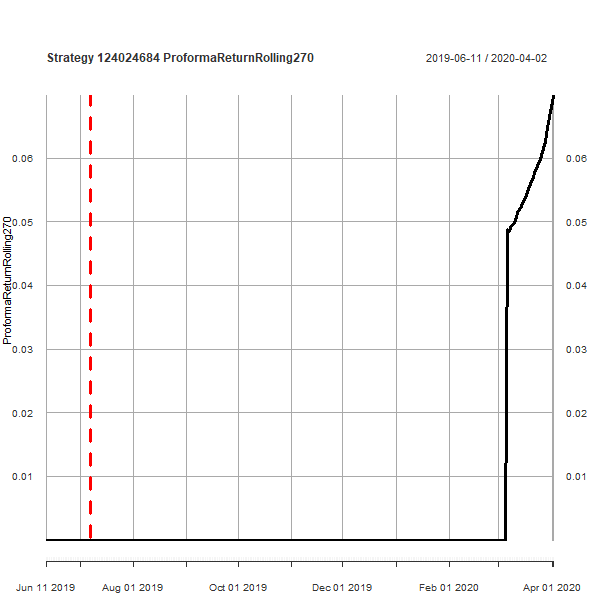 Strategy 124024684 ProformaReturnRolling270
2019-06-11 / 2020-04-02
ProformaReturnRolling270
0.06 0.06
0.05 0.05
0.04 0.04
0.03 0.03
0.02 0.02
0.01 0.01
Jun 11 2019 Aug 01 2019 Oct 01 2019 Dec 01 2019 Feb 01 2020 Apr 01 2020